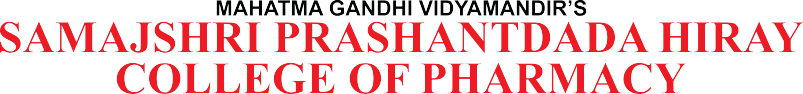 MAHATMA GANDHI VIDYAMANDIR’S
SAMAJSHRI PRASHANTDADA HIRAY
COLLEGE OF PHARMACY